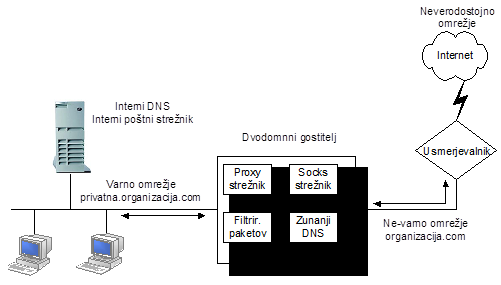 Neverodostojno
omrežje
Internet
Interni DNS
Interni poštni strežnik
Dvodomnni gostitelj
Usmerjevalnik
Proxy
strežnik
Socks
strežnik
Varno omrežje
privatna.organizacija.com
Filtrir.
paketov
Zunanji
DNS
Ne-varno omrežje
organizacija.com